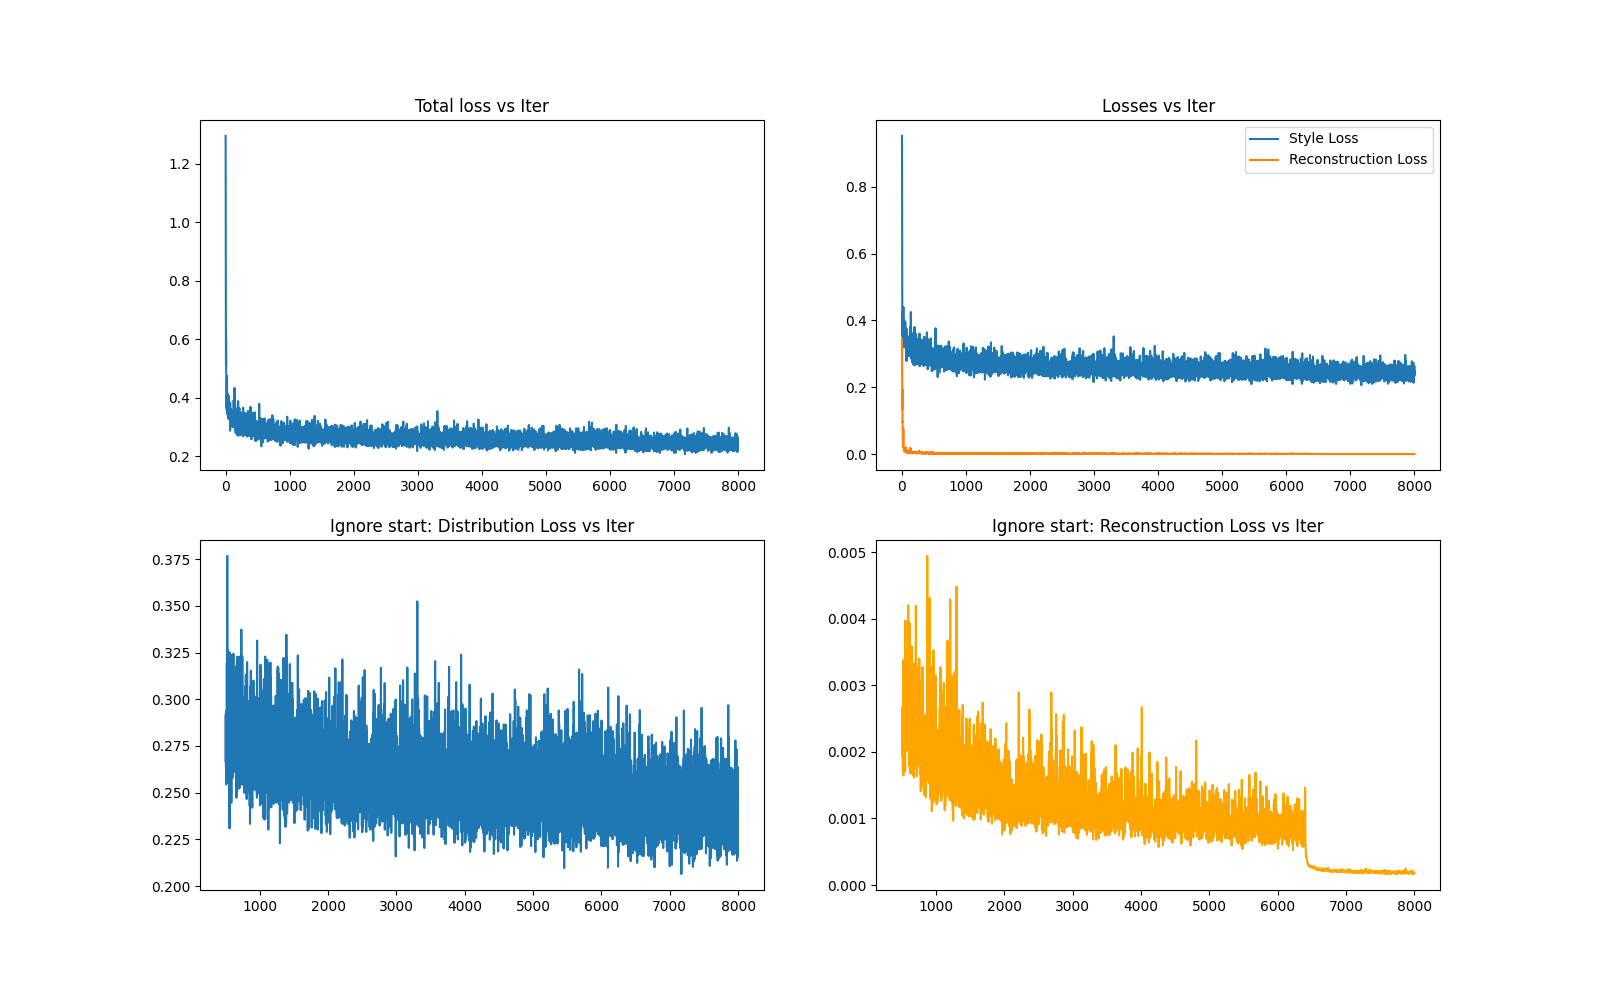 Total loss vs Iter
1.2
1.0
0.8
0.6
0.4
0.2
0 1000 2000 3000 4000 5000 6000 7000 8000
Losses vs Iter
Style Loss
Reconstruction Loss
0.8
0.6
0.4
0.2
0.0
0 1000 2000 3000 4000 5000 6000 7000 8000
Ignore start: Distribution Loss vs Iter
0.375
0.350
0.325
0.300
0.275
0.250
0.225
0.200
1000 2000 3000 4000 5000 6000 7000 8000
Ignore start: Reconstruction Loss vs Iter
0.005
0.004
0.003
0.002
0.001
0.000
1000 2000 3000 4000 5000 6000 7000 8000